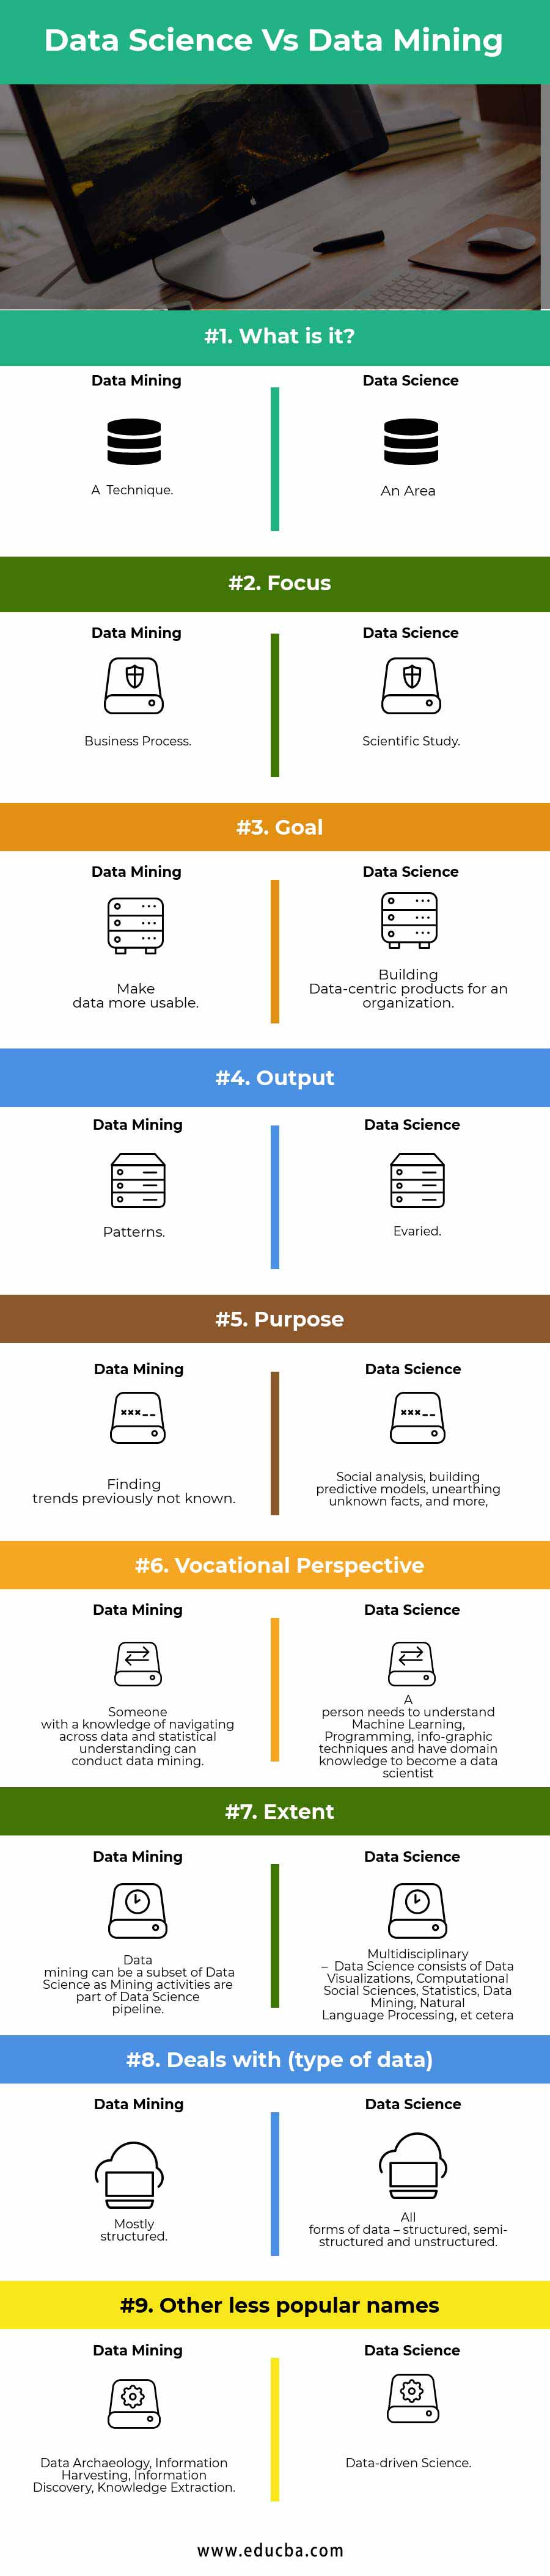 Data Science Vs Data Mining
#1. What is it?
Data Mining
Data Science
A Technique.
An Area
#2. Focus
Data Mining
Data Science
Business Process.
Scientific Study.
#3. Goal
Data Mining
Data Science
Make
data more usable.
Building
Data-centric products for an
organization.
#4. Output
Data Mining
Data Science
Patterns.
Evaried.
#5. Purpose
Data Mining
Data Science
Finding
trends previously not known.
Social analysis, building
predictive models, unearthing
unknown facts, and more,
#6. Vocational Perspective
Data Mining
Data Science
Someone
with a knowledge of navigating
across data and statistical
understanding can
conduct data mining.
A
person needs to understand
Machine Learning,
Programming, info-graphic
techniques and have domain
knowledge to become a data
scientist
#7. Extent
Data Mining
Data Science
Data
mining can be a subset of Data
Science as Mining activities are
part of Data Science
pipeline.
Multidisciplinary
– Data Science consists of Data
Visualizations, Computational
Social Sciences, Statistics, Data
Mining, Natural
Language Processing, et cetera
#8. Deals with (type of data)
Data Mining
Data Science
Mostly
structured.
All
forms of data – structured, semi-
structured and unstructured.
#9. Other less popular names
Data Mining
Data Science
Data Archaeology, Information
Harvesting, Information
Discovery, Knowledge Extraction.
Data-driven Science.
www.educba.com